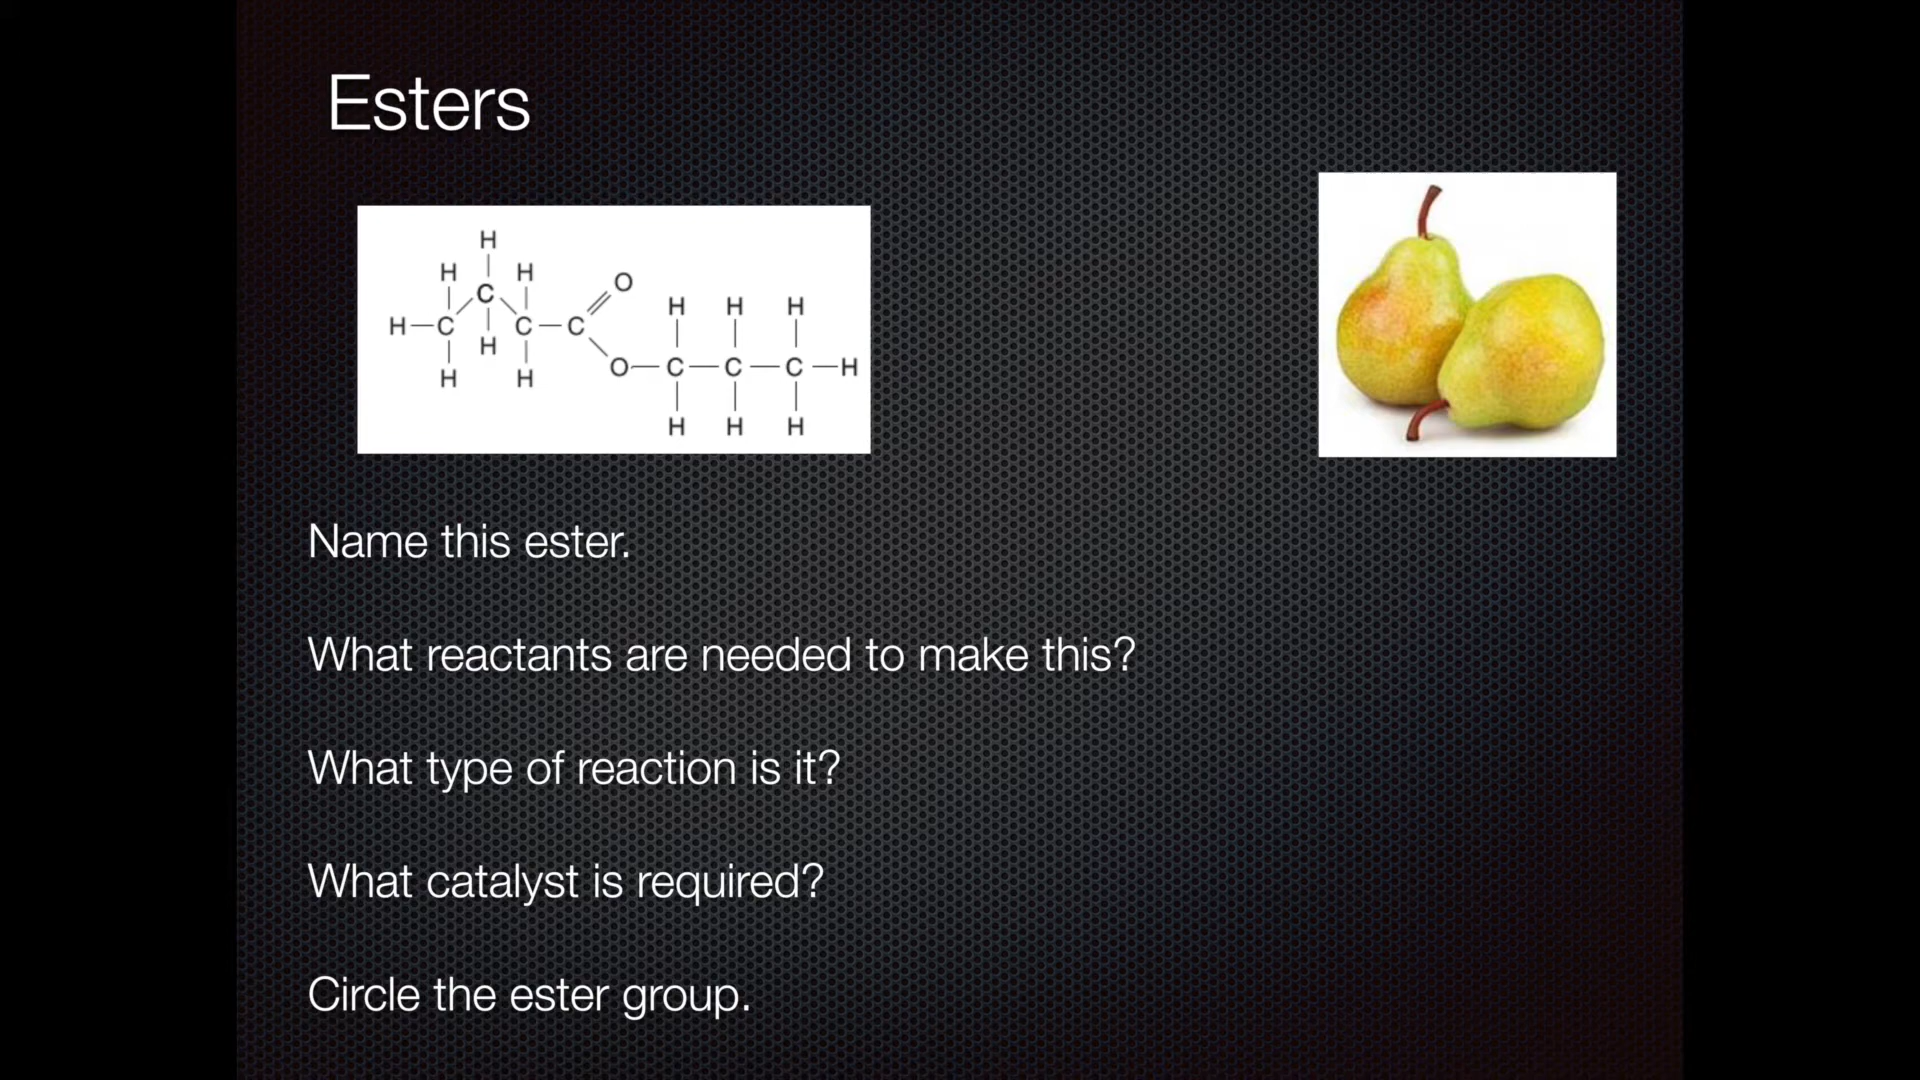 Esters
H
H H
C O
H H H
H C C C
H
O C C C H
H H
H H H
Name this ester.
What reactants are needed to make this?
What type of reaction is it?
What catalyst is required?
Circle the ester group.